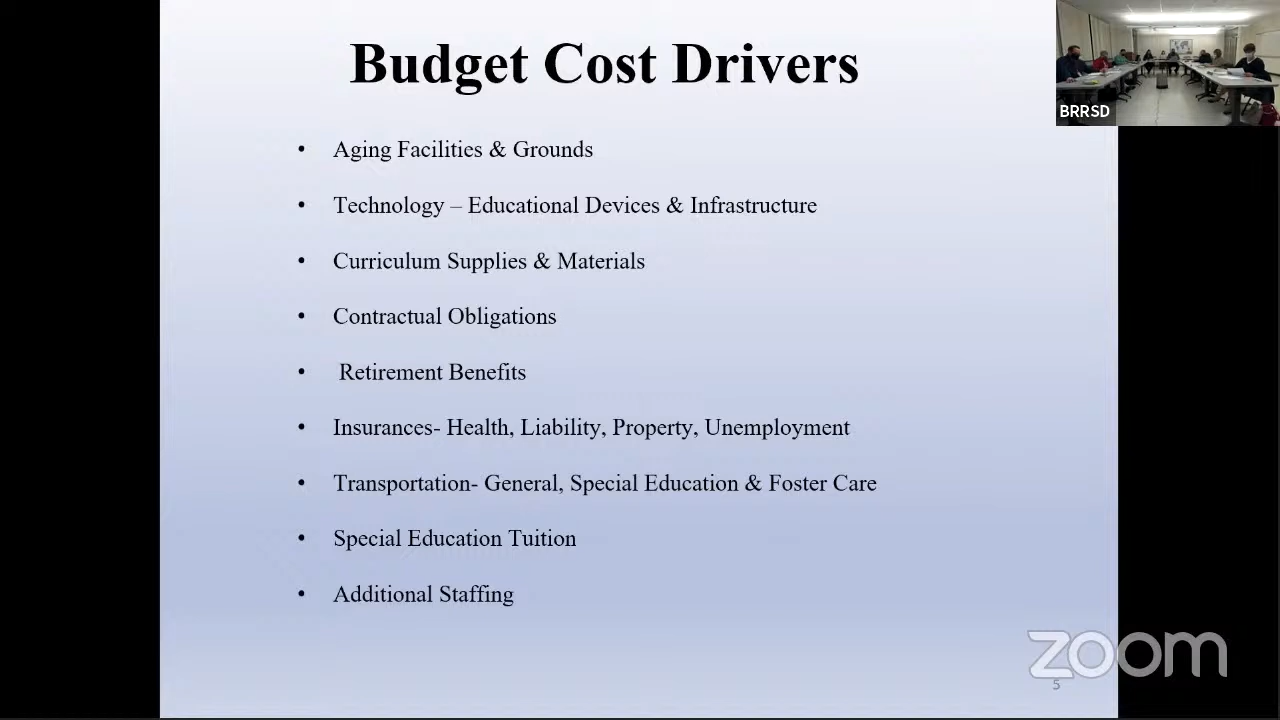 Budget Cost Drivers
BRRSD
• Aging Facilities & Grounds
• Technology – Educational Devices & Infrastructure
• Curriculum Supplies & Materials
• Contractual Obligations
• Retirement Benefits
• Insurances- Health, Liability, Property, Unemployment
• Transportation- General, Special Education & Foster Care
• Special Education Tuition
• Additional Staffing
zoom
5